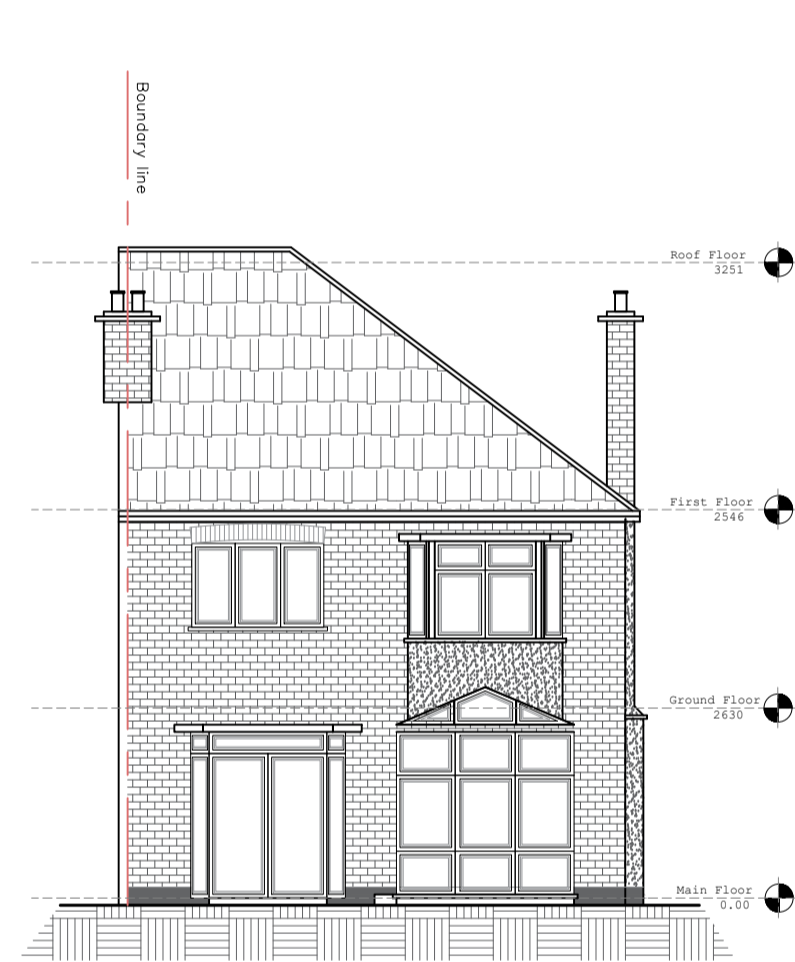 Boundary line
Roof Floor
3251
First Floor
2546
Ground Floor
2630
Main Floor
0.00